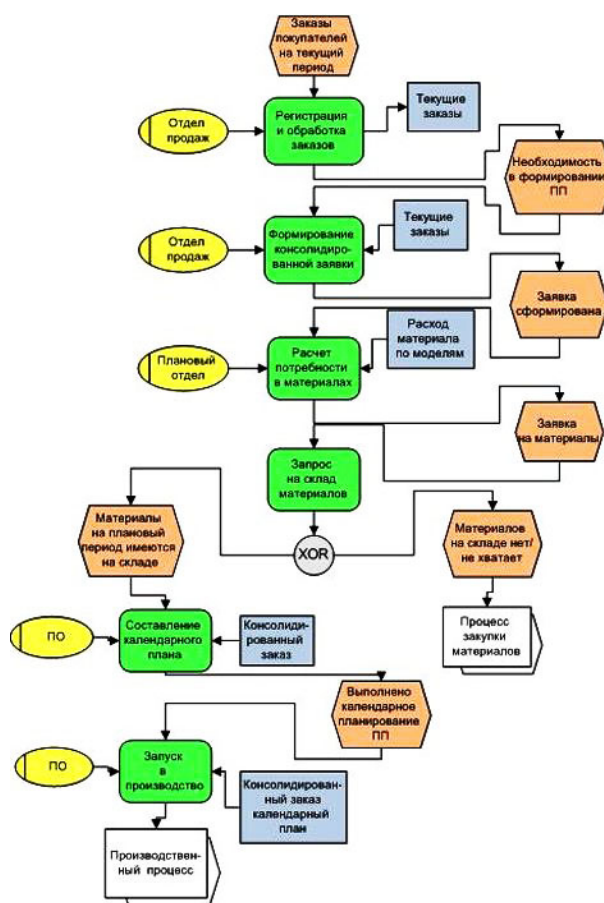 Заказы
покупателей
на текущий
период
Отдел
продаж
Регистрация
и обработка
заказов
Текущие
заказы
Необходимость
в формировании
ПП
Отдел
продаж
Формирование
консолидиро-
ванной заявки
Текущие
заказы
Заявка
сформирована
Плановый
отдел
Расчет
потребности
в материалах
Расход
материала
по моделям
Заявка
на материалы
Запрос
на склад
материалов
Материалы
на плановый
период имеются
на складе
XOR
Материалов
на складе нет/
не хватает
ПО
Составление
календарного
плана
Консолиди-
рованный
заказ
Процесс
закупки
материалов
Выполнено
календарное
планирование
ПП
ПО
Запуск
в
производство
Консолидирован-
ный заказ
календарный
план
Производствен-
ный процесс